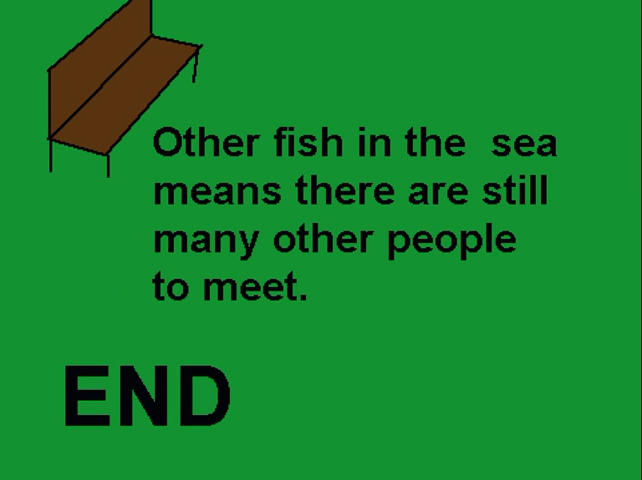 Other fish in the  sea
means there are still
many other people
to meet.
END